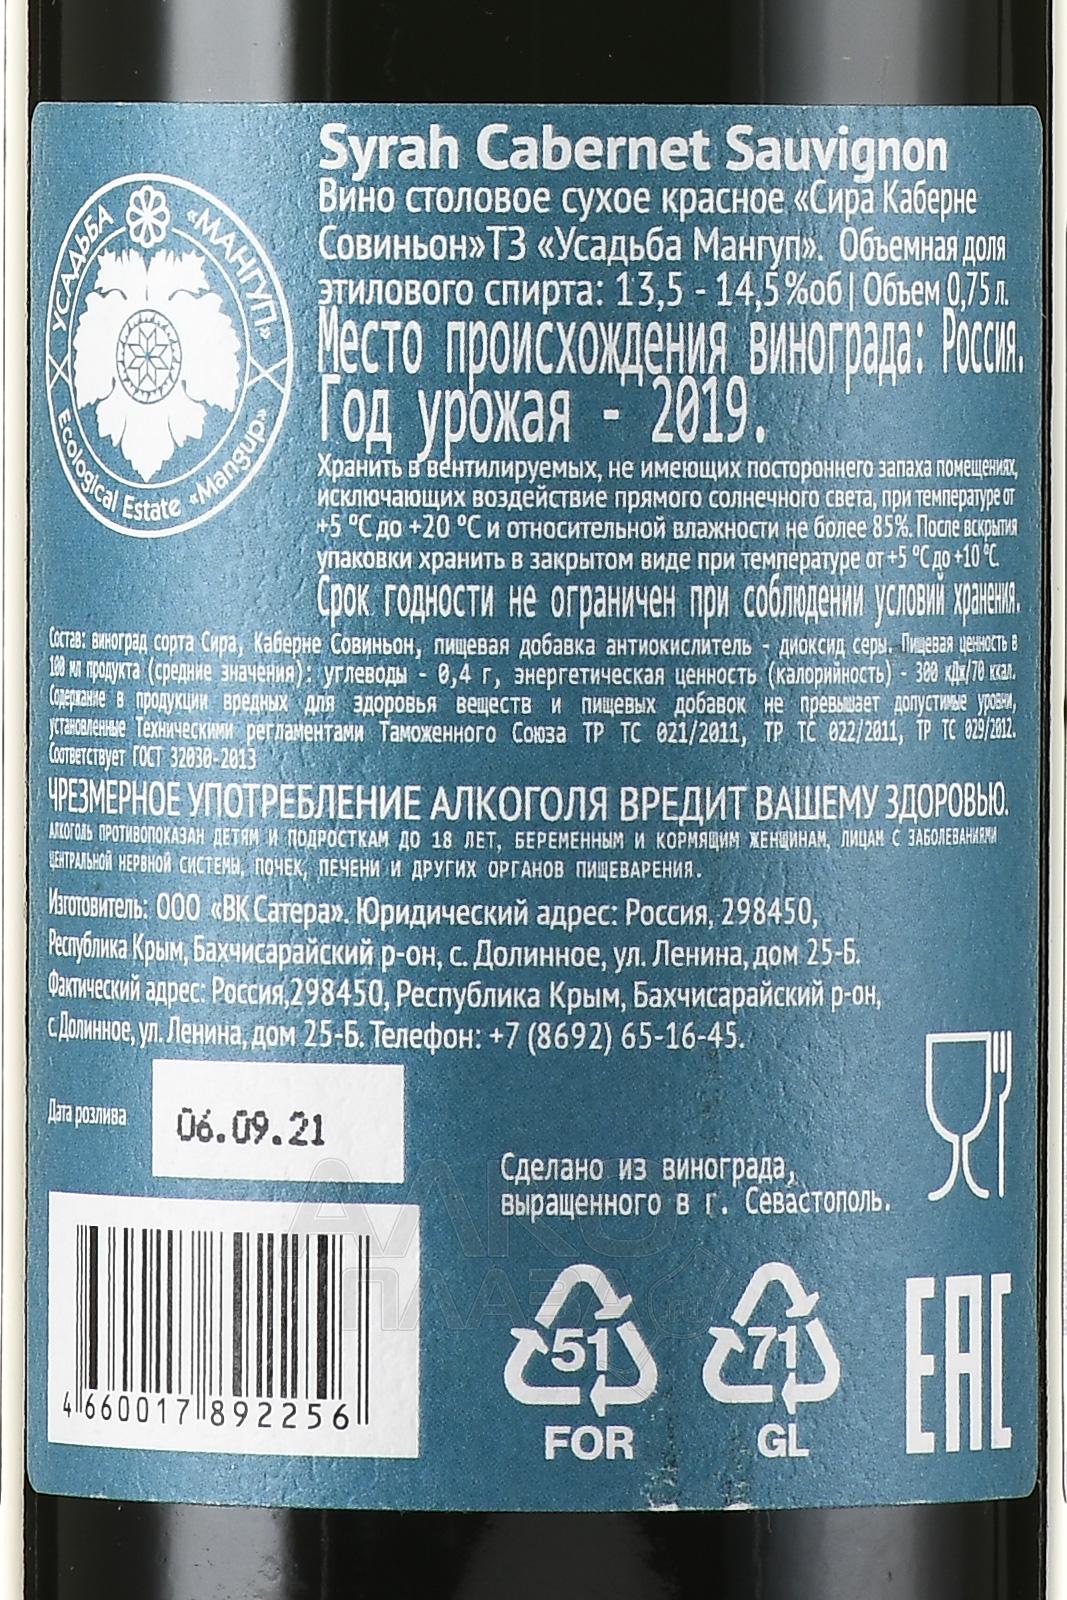 Syrah Cabernet Sauvignon
Вино столовое сухое красное «Сира Каберне
Совиньон»ТЗ «Усадьба Мангуп». Объемная доля
этилового спирта: 13,5 - 14,5%об | Объем 0,75 л.
Место происхождения винограда: Россия.
Год урожая - 2019.
Хранить в вентилируемых, не имеющих постороннего запаха помещениях,
исключающих воздействие прямого солнечного света, при температуре от
+5 °С до +20 °С и относительной влажности не более 85%. После вскрытия
упаковки хранить в закрытом виде при температуре от +5 °С до +10 °С
Срок годности не ограничен при соблюдении условий хранения.
УСАДЬБА «МАНГУП»
Ecological Estate «Mangup»
Состав: виноград сорта Сира, Каберне Совиньон, пищевая добавка антиокислитель - диоксид серы. Пищевая ценность в
100 мл продукта (средние значения): углеводы - 0,4 г, энергетическая ценность (калорийность) - 300 кДж/70 ккал.
Содержание в продукции вредных для здоровья веществ и пищевых добавок не превышает допустимые уровни,
установленные Техническими регламентами Таможенного Союза ТР ТС 021/2011, ТР ТС 022/2011, ТР ТС 029/2012.
Соответствует ГОСТ 32030-2013
ЧРЕЗМЕРНОЕ УПОТРЕБЛЕНИЕ АЛКОГОЛЯ ВРЕДИТ ВАШЕМУ ЗДОРОВЬЮ.
АЛКОГОЛЬ ПРОТИВОПОКАЗАН ДЕТЯМ И ПОДРОСТКАМ ДО 18 ЛЕТ, БЕРЕМЕННЫМ И КОРМЯЩИМ ЖЕНЩИНАМ, ЛИЦАМ С ЗАБОЛЕВАНИЯМИ
ЦЕНТРАЛЬНОЙ НЕРВНОЙ СИСТЕМЫ, ПОЧЕК, ПЕЧЕНИ И ДРУГИХ ОРГАНОВ ПИЩЕВАРЕНИЯ.
Изготовитель: ООО «ВК Сатера». Юридический адрес: Россия, 298450,
Республика Крым, Бахчисарайский р-он, с. Долинное, ул. Ленина, дом 25-Б.
Фактический адрес: Россия,298450, Республика Крым, Бахчисарайский р-он,
с.Долинное, ул. Ленина, дом 25-Б. Телефон: +7 (8692) 65-16-45.
Дата розлива 06.09.21
Сделано из винограда,
выращенного в г. Севастополь.
АЛКО
ПЛАЗА
.ru
51
FOR
71
GL
EAC
4 660017 892256